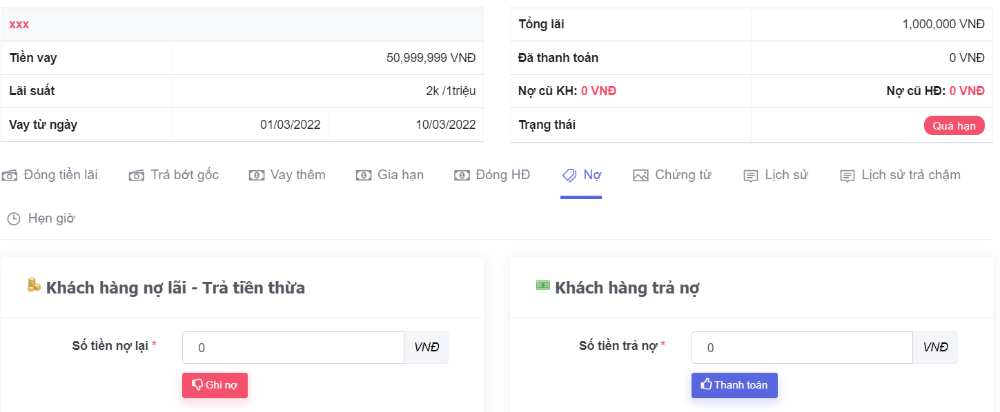 xxx
Tiền vay 50,999,999 VNĐ
Lãi suất 2k /1triệu
Vay từ ngày 01/03/2022 10/03/2022
Tổng lãi 1,000,000 VNĐ
Đã thanh toán 0 VNĐ
Nợ cũ KH: 0 VNĐ Nợ cũ HĐ: 0 VNĐ
Trạng thái Quá hạn
Đóng tiền lãi Trả bớt gốc Vay thêm Gia hạn Đóng HĐ Nợ Chứng từ Lịch sử Lịch sử trả chậm
Hẹn giờ
Khách hàng nợ lãi - Trả tiền thừa
Số tiền nợ lại * 0 VNĐ
Ghi nợ
Khách hàng trả nợ
Số tiền trả nợ * 0 VNĐ
Thanh toán